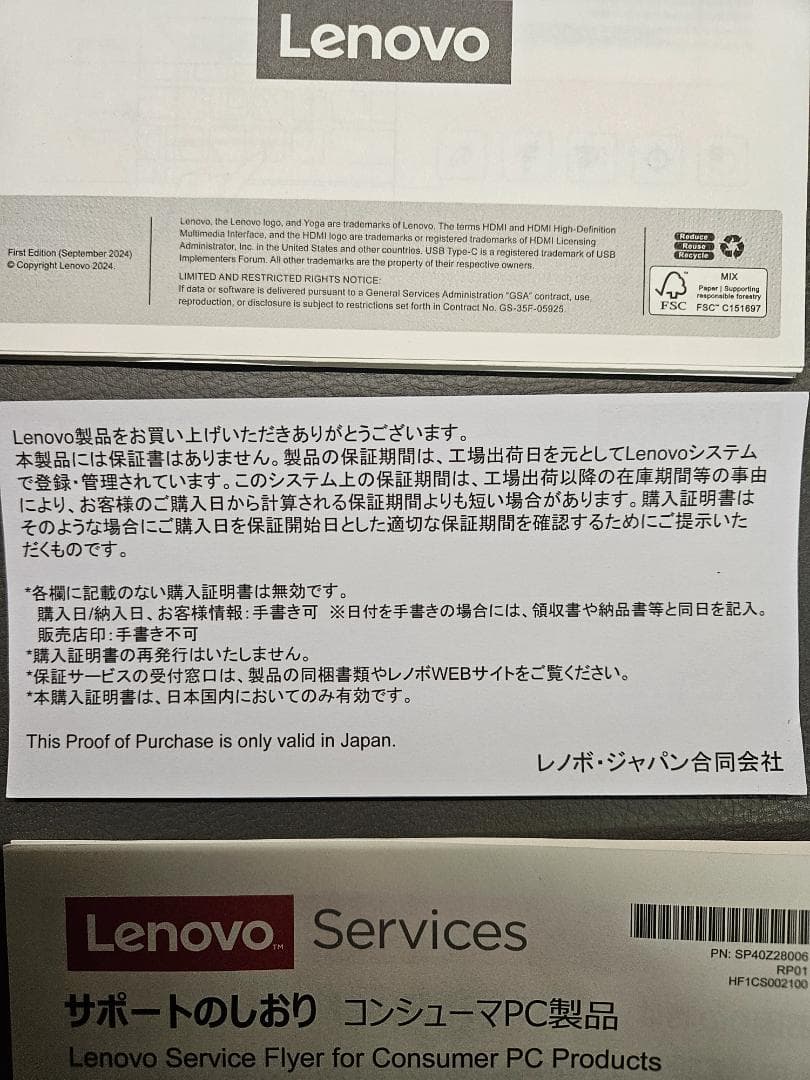 Lenovo
First Edition (September 2024)
© Copyright Lenovo 2024.
Lenovo, the Lenovo logo, and Yoga are trademarks of Lenovo. The terms HDMI and HDMI High-Definition
Multimedia Interface, and the HDMI logo are trademarks or registered trademarks of HDMI Licensing
Administrator, Inc. in the United States and other countries. USB Type-C is a registered trademark of USB
Implementers Forum. All other trademarks are the property of their respective owners.
LIMITED AND RESTRICTED RIGHTS NOTICE:
If data or software is delivered pursuant to a General Services Administration "GSA" contract, use,
reproduction, or disclosure is subject to restrictions set forth in Contract No. GS-35F-05925.
Reduce
Reuse
Recycle
FSC
MIX
Paper | Supporting
responsible forestry
FSC™ C151697
Lenovo製品をお買い上げいただきありがとうございます。
本製品には保証書はありません。製品の保証期間は、工場出荷日を元としてLenovoシステム
で登録・管理されています。このシステム上の保証期間は、工場出荷以降の在庫期間等の事由
により、お客様のご購入日から計算される保証期間よりも短い場合があります。購入証明書は
そのような場合にご購入日を保証開始日とした適切な保証期間を確認するためにご提示いた
だくものです。
*各欄に記載のない購入証明書は無効です。
購入日/納入日、お客様情報：手書き可 ※日付を手書きの場合には、領収書や納品書等と同日を記入。
販売店印：手書き不可
*購入証明書の再発行はいたしません。
*保証サービスの受付窓口は、製品の同梱書類やレノボWEBサイトをご覧ください。
*本購入証明書は、日本国内においてのみ有効です。
This Proof of Purchase is only valid in Japan.
レノボ・ジャパン合同会社
Lenovo™ Services
PN: SP40Z28006
RP01
HF1CS002100
サポートのしおり コンシューマPC製品
Lenovo Service Flyer for Consumer PC Products